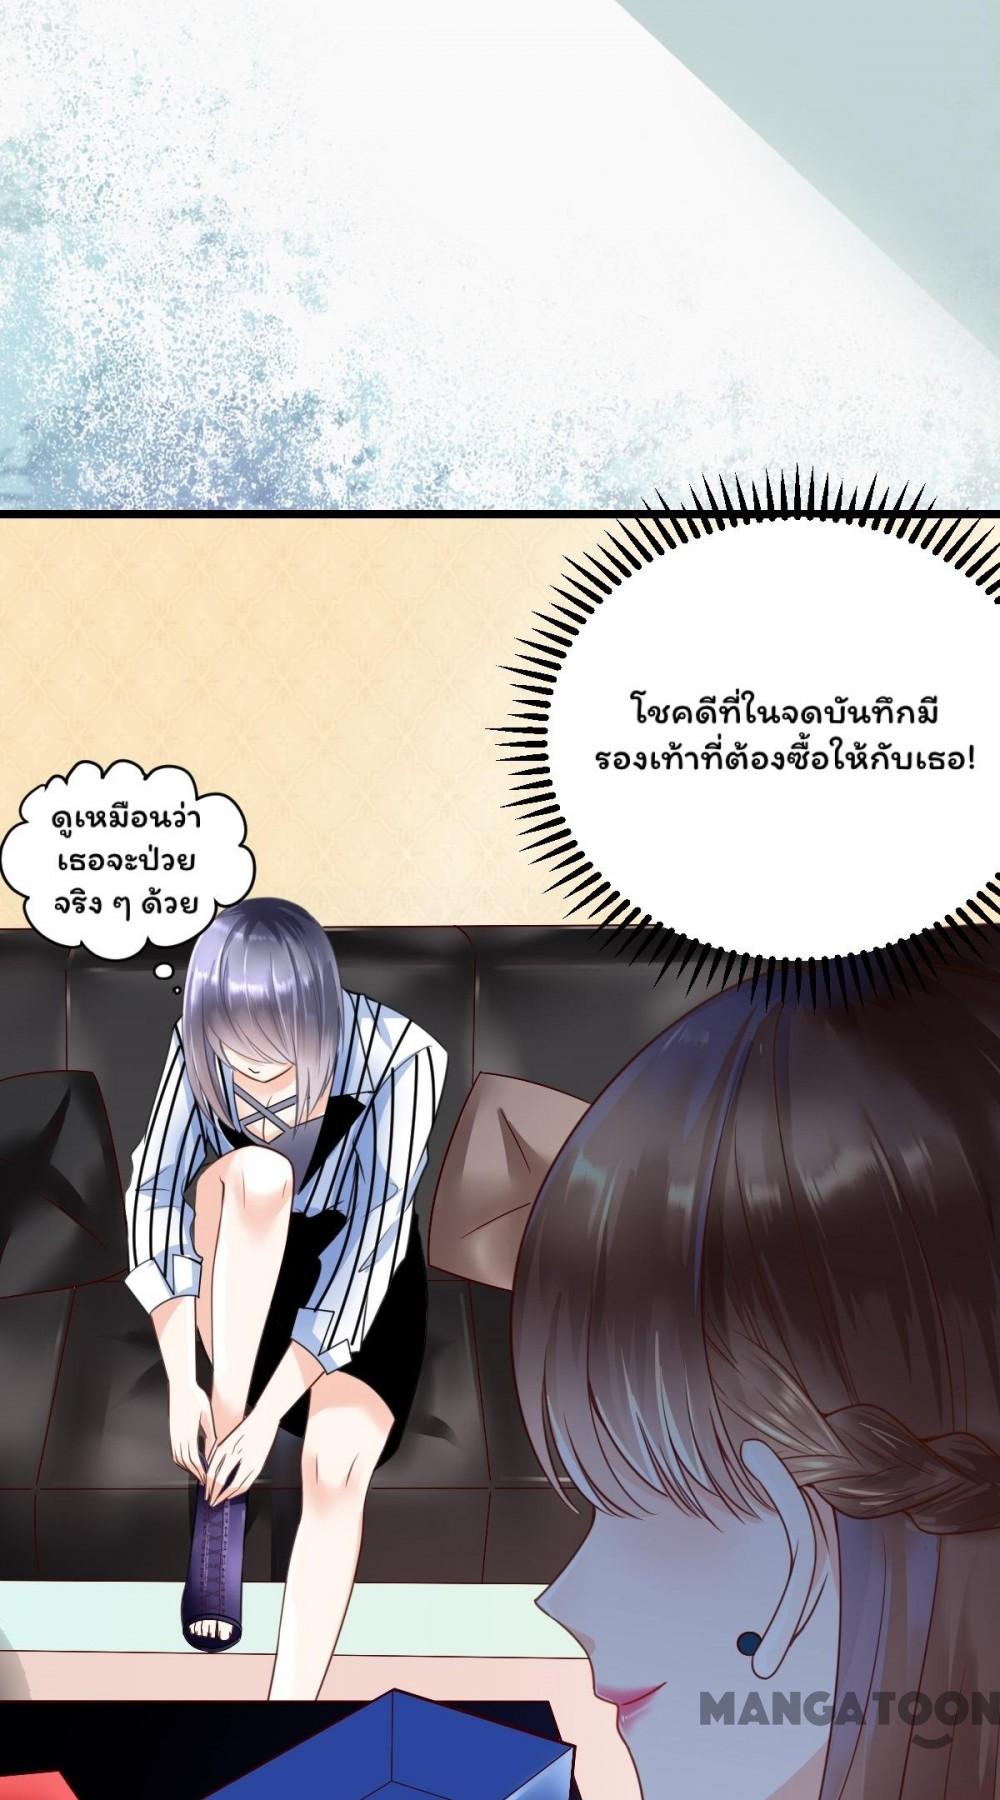 โชคดีที่ในจดบันทึกมี
รองเท้าที่ต้องซื้อให้กับเธอ!
ดูเหมือนว่า
เธอจะป่วย
จริง ๆ ด้วย
MANGATOON